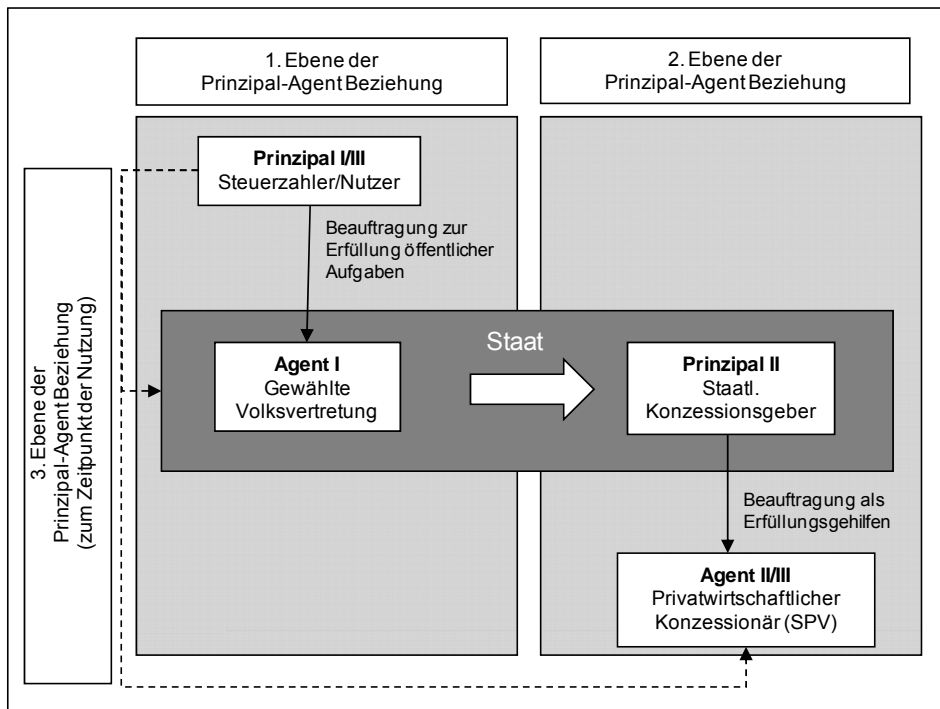 1. Ebene der
Prinzipal-Agent Beziehung
2. Ebene der
Prinzipal-Agent Beziehung
3. Ebene der
Prinzipal-Agent Beziehung
(zum Zeitpunkt der Nutzung)
Prinzipal I/III
Steuerzahler/Nutzer
Beauftragung zur
Erfüllung öffentlicher
Aufgaben
Staat
Agent I
Gewählte
Volksvertretung
Prinzipal II
Staatl.
Konzessionsgeber
Beauftragung als
Erfüllungsgehilfen
Agent II/III
Privatwirtschaftlicher
Konzessionär (SPV)